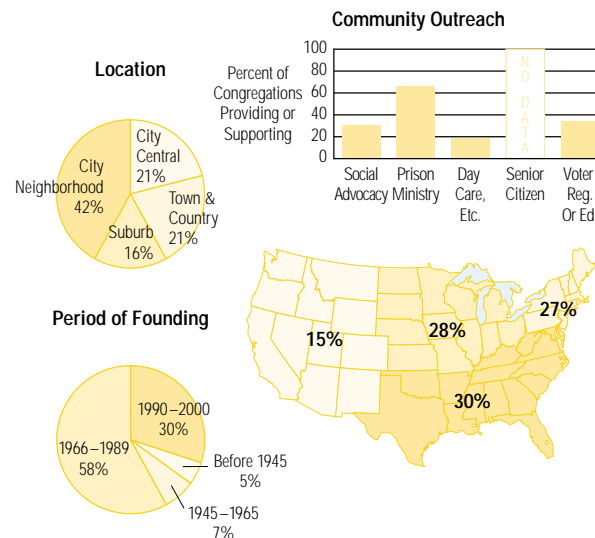 Community Outreach
Percent of
Congregations
Providing or
Supporting
100
80
60
40
20
0
NO DATA
Social
Advocacy
Prison
Ministry
Day
Care,
Etc.
Senior
Citizen
Voter
Reg.
Or Ed
Location
City
Central
21%
City
Neighborhood
42%
Town &
Country
21%
Suburb
16%
Period of Founding
1990–2000
30%
1966–1989
58%
Before 1945
5%
1945–1965
7%
15%
28%
27%
30%